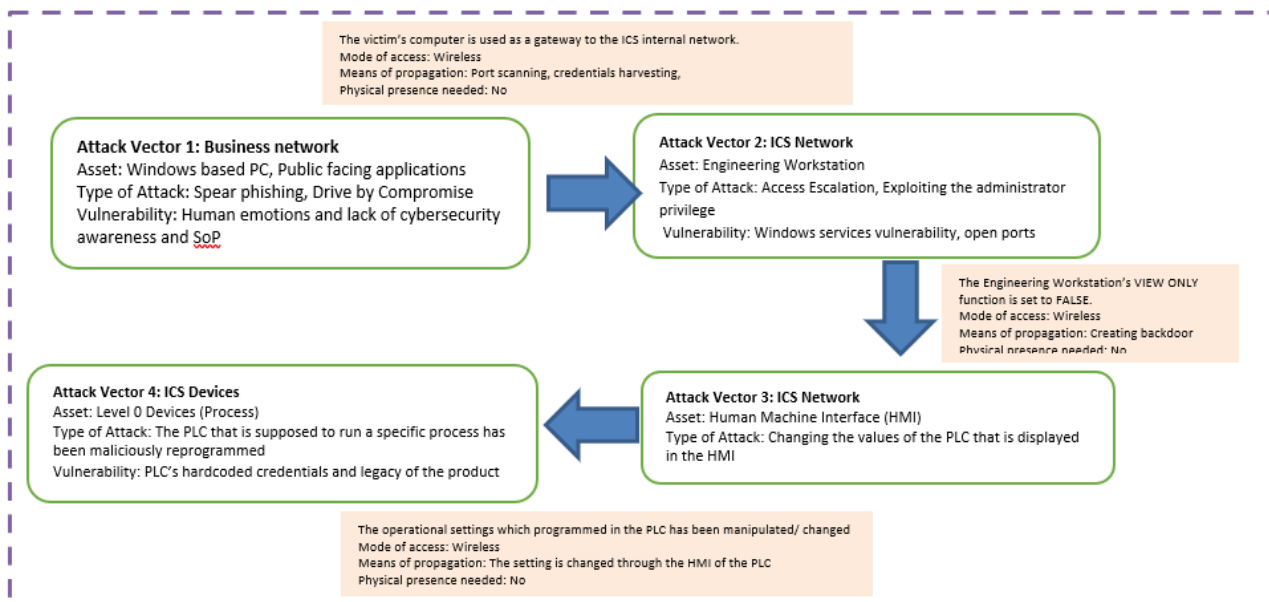 The victim's computer is used as a gateway to the ICS internal network.
Mode of access: Wireless
Means of propagation: Port scanning, credentials harvesting,
Physical presence needed: No
Attack Vector 1: Business network
Asset: Windows based PC, Public facing applications
Type of Attack: Spear phishing, Drive by Compromise
Vulnerability: Human emotions and lack of cybersecurity
awareness and SoP
Attack Vector 2: ICS Network
Asset: Engineering Workstation
Type of Attack: Access Escalation, Exploiting the administrator
privilege
Vulnerability: Windows services vulnerability, open ports
The Engineering Workstation's VIEW ONLY
function is set to FALSE.
Mode of access: Wireless
Means of propagation: Creating backdoor
Physical presence needed: No
Attack Vector 3: ICS Network
Asset: Human Machine Interface (HMI)
Type of Attack: Changing the values of the PLC that is displayed
in the HMI
Attack Vector 4: ICS Devices
Asset: Level 0 Devices (Process)
Type of Attack: The PLC that is supposed to run a specific process has
been maliciously reprogrammed
Vulnerability: PLC's hardcoded credentials and legacy of the product
The operational settings which programmed in the PLC has been manipulated/ changed
Mode of access: Wireless
Means of propagation: The setting is changed through the HMI of the PLC
Physical presence needed: No